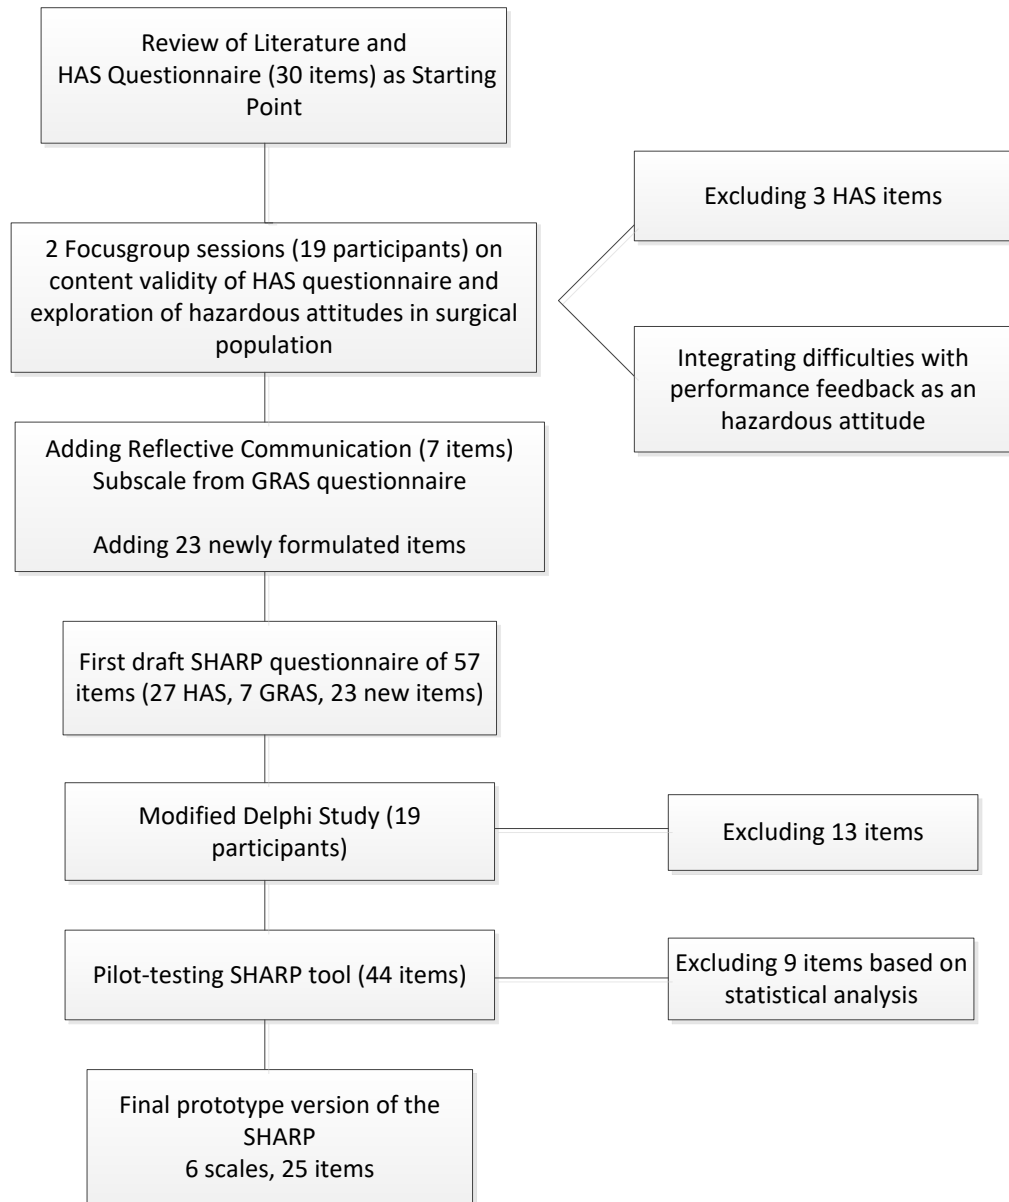 Review of Literature and
HAS Questionnaire (30 items) as Starting
Point
Excluding 3 HAS items
2 Focusgroup sessions (19 participants) on
content validity of HAS questionnaire and
exploration of hazardous attitudes in surgical
population
Integrating difficulties with
performance feedback as an
hazardous attitude
Adding Reflective Communication (7 items)
Subscale from GRAS questionnaire
Adding 23 newly formulated items
First draft SHARP questionnaire of 57
items (27 HAS, 7 GRAS, 23 new items)
Modified Delphi Study (19
participants)
Excluding 13 items
Pilot-testing SHARP tool (44 items)
Excluding 9 items based on
statistical analysis
Final prototype version of the
SHARP
6 scales, 25 items